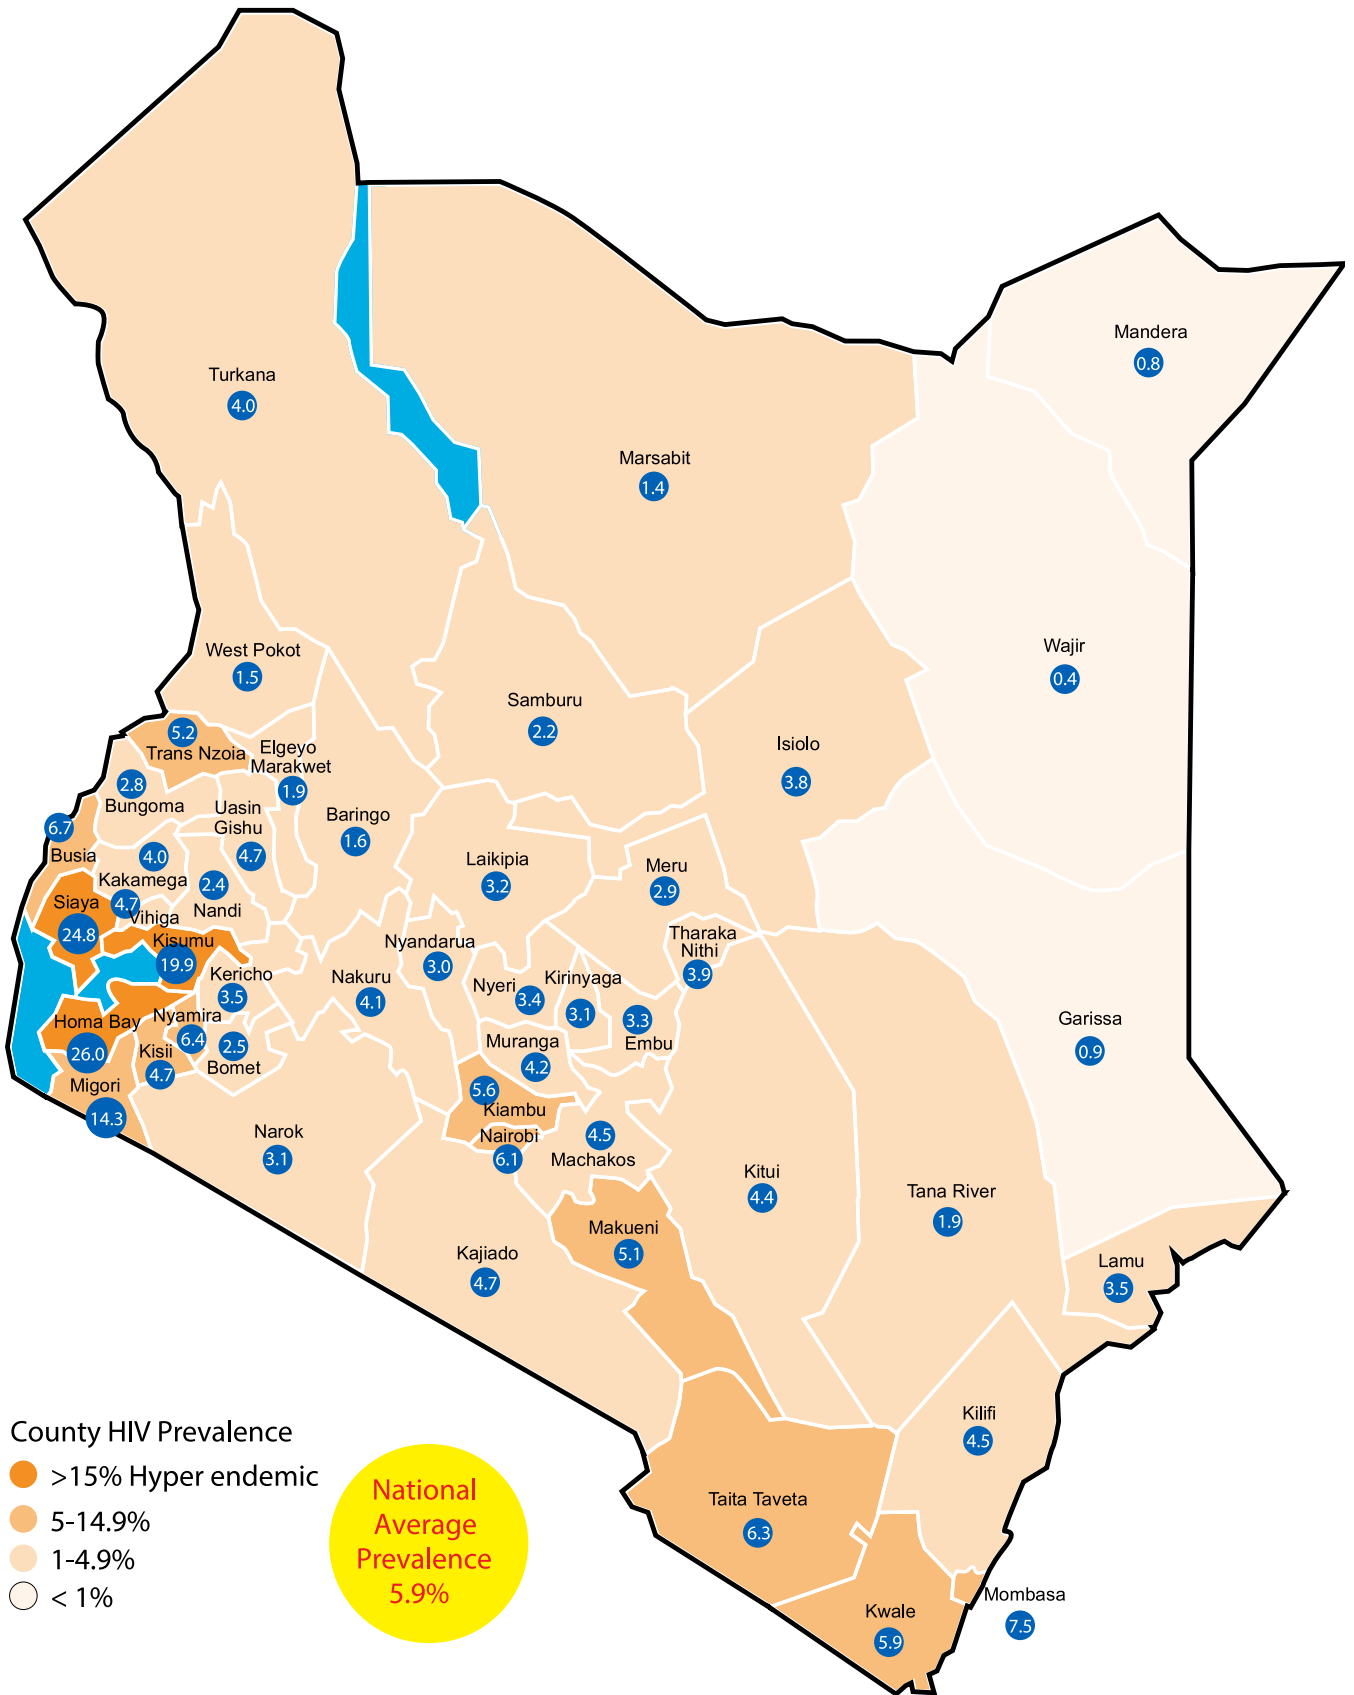 Mandera
0.8
Turkana
4.0
Marsabit
1.4
Wajir
0.4
West Pokot
1.5
Samburu
2.2
Isiolo
3.8
5.2
Trans Nzoia
Elgeyo
Marakwet
1.9
2.8
Bungoma
Uasin
Gishu
4.7
Baringo
1.6
6.7
Busia
4.0
Kakamega
4.7
Vihiga
2.4
Nandi
Laikipia
3.2
Meru
2.9
Siaya
24.8
Kisumu
19.9
Kericho
3.5
Nakuru
4.1
Nyandarua
3.0
Nyeri
3.4
Kirinyaga
3.1
3.3
Embu
Tharaka
Nithi
3.9
Garissa
0.9
Homa Bay
26.0
Nyamira
6.4
Kisii
4.7
2.5
Bomet
Muranga
4.2
Migori
14.3
5.6
Kiambu
Nairobi
6.1
4.5
Machakos
Narok
3.1
Kitui
4.4
Tana River
1.9
Makueni
5.1
Kajiado
4.7
Lamu
3.5
Kilifi
4.5
Taita Taveta
6.3
Kwale
5.9
Mombasa
7.5
County HIV Prevalence
>15% Hyper endemic
5-14.9%
1-4.9%
< 1%
National
Average
Prevalence
5.9%